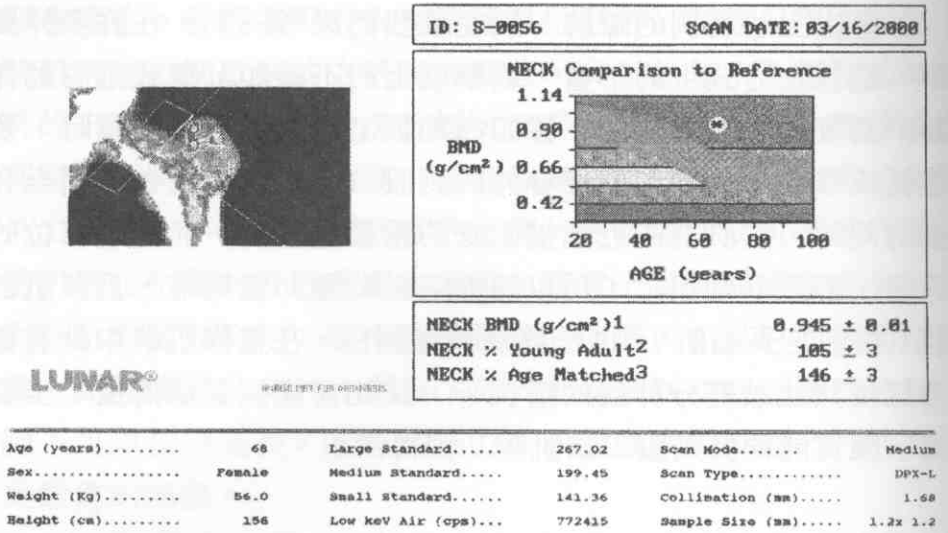 ID: S-0056 SCAN DATE: 03/16/2000
NECK Comparison to Reference
1.14
0.90
BMD
(g/cm²) 0.66
0.42
20 40 60 80 100
AGE (years)
NECK BMD (g/cm²)1 0.945 ± 0.01
NECK % Young Adult2 105 ± 3
NECK % Age Matched3 146 ± 3
LUNAR®
Age (years)......... 66 Large Standard...... 267.02 Scan Mode........... Medium
Sex................. Female Medium Standard..... 199.45 Scan Type............ DPX-L
Weight (Kg)......... 56.0 Small Standard...... 141.36 Collimation (mm)..... 1.68
Height (cm)......... 156 Low keV Air (cps)... 772415 Sample Size (mm)..... 1.2x 1.2